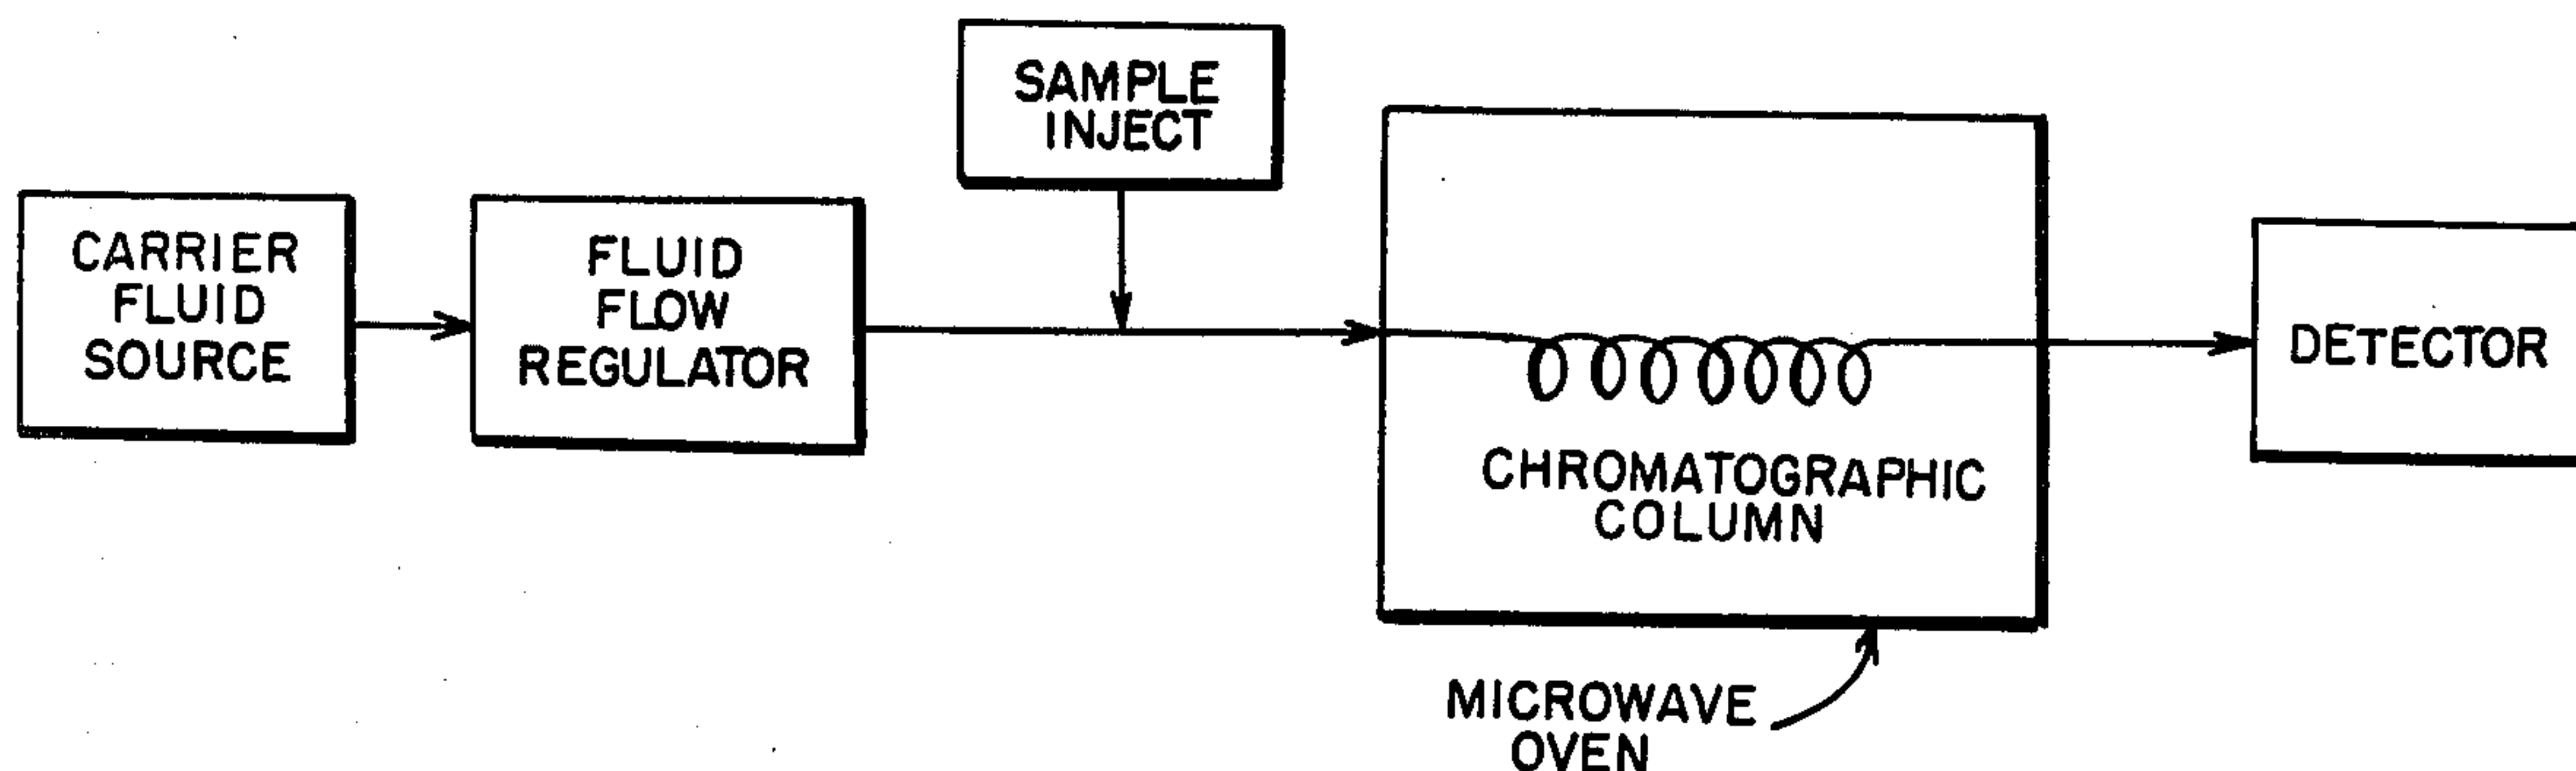 SAMPLE
INJECT
CARRIER
FLUID
SOURCE
FLUID
FLOW
REGULATOR
DETECTOR
CHROMATOGRAPHIC
COLUMN
MICROWAVE
OVEN